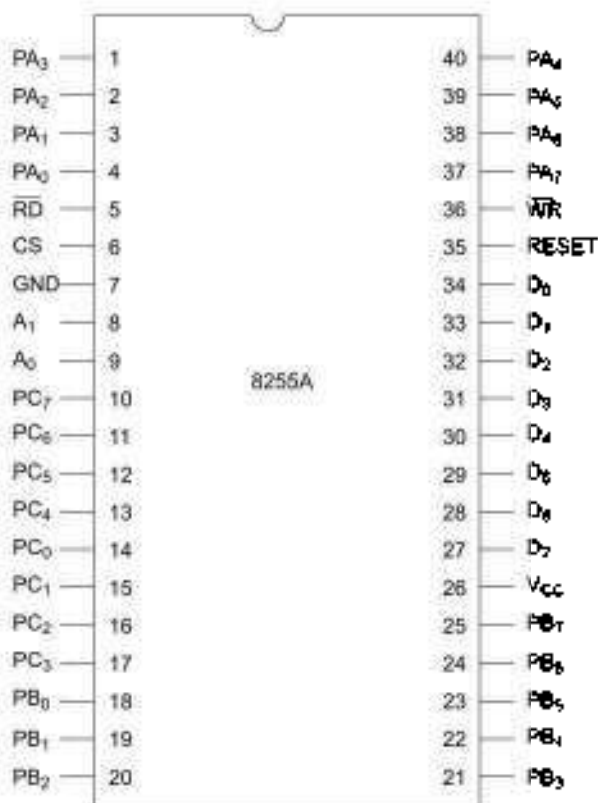 PA₃ 1 40 PA₄
PA₂ 2 39 PA₅
PA₁ 3 38 PA₆
PA₀ 4 37 PA₇
R̅D̅ 5 36 W̅R̅
CS 6 35 RESET
GND 7 34 D₀
A₁ 8 33 D₁
A₀ 9 32 D₂
8255A
PC₇ 10 31 D₃
PC₆ 11 30 D₄
PC₅ 12 29 D₅
PC₄ 13 28 D₆
PC₀ 14 27 D₇
PC₁ 15 26 V_CC
PC₂ 16 25 PB₇
PC₃ 17 24 PB₆
PB₀ 18 23 PB₅
PB₁ 19 22 PB₄
PB₂ 20 21 PB₃